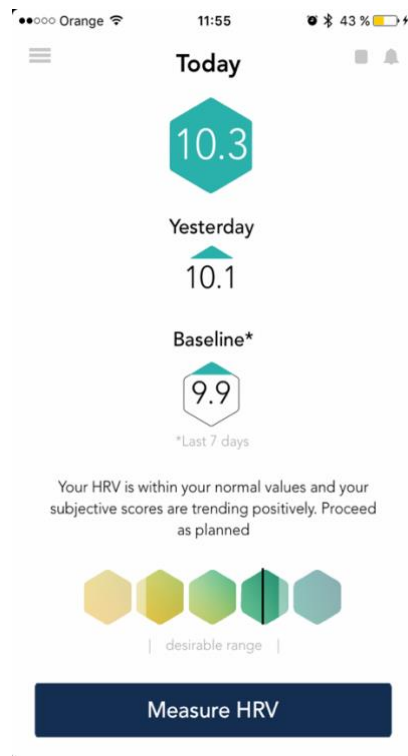 Orange 11:55 43 %
Today
10.3
Yesterday
10.1
Baseline*
9.9
*Last 7 days
Your HRV is within your normal values and your
subjective scores are trending positively. Proceed
as planned
| desirable range |
Measure HRV